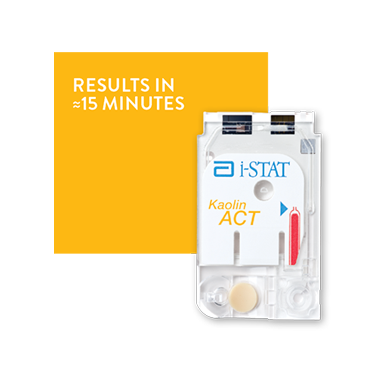 RESULTS IN
≈15 MINUTES
i-STAT
Kaolin
ACT